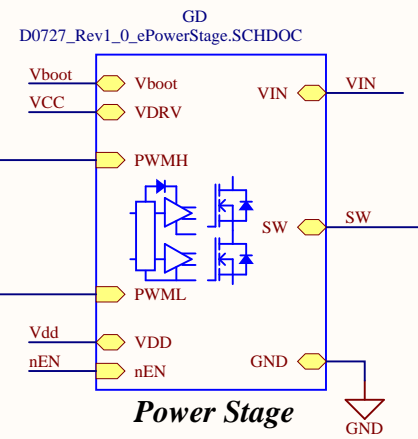 GD
D0727_Rev1_0_ePowerStage.SCHDOC
Vboot Vboot VIN VIN
VCC VDRV
PWMH
SW SW
PWML
Vdd VDD
nEN nEN GND
Power Stage
GND